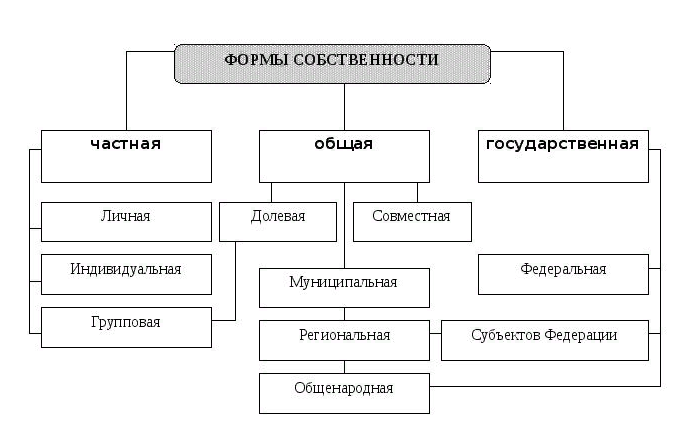 ФОРМЫ СОБСТВЕННОСТИ
частная
общая
государственная
Личная
Долевая
Совместная
Индивидуальная
Муниципальная
Федеральная
Групповая
Региональная
Субъектов Федерации
Общенародная